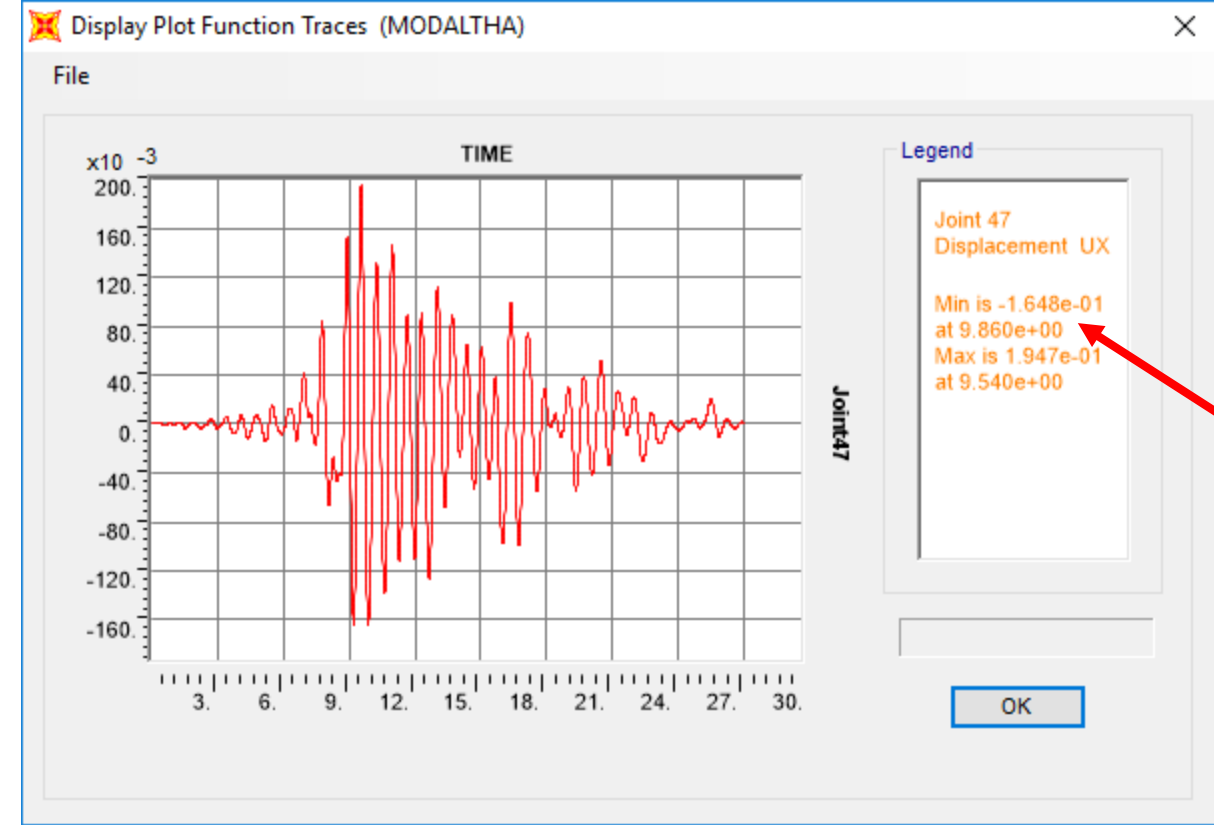 Display Plot Function Traces (MODALTHA)
File
x10 -3
TIME
200.
160.
120.
80.
40.
0.
-40.
-80.
-120.
-160.
3. 6. 9. 12. 15. 18. 21. 24. 27. 30.
Joint47
Legend
Joint 47
Displacement UX
Min is -1.648e-01
at 9.860e+00
Max is 1.947e-01
at 9.540e+00
OK